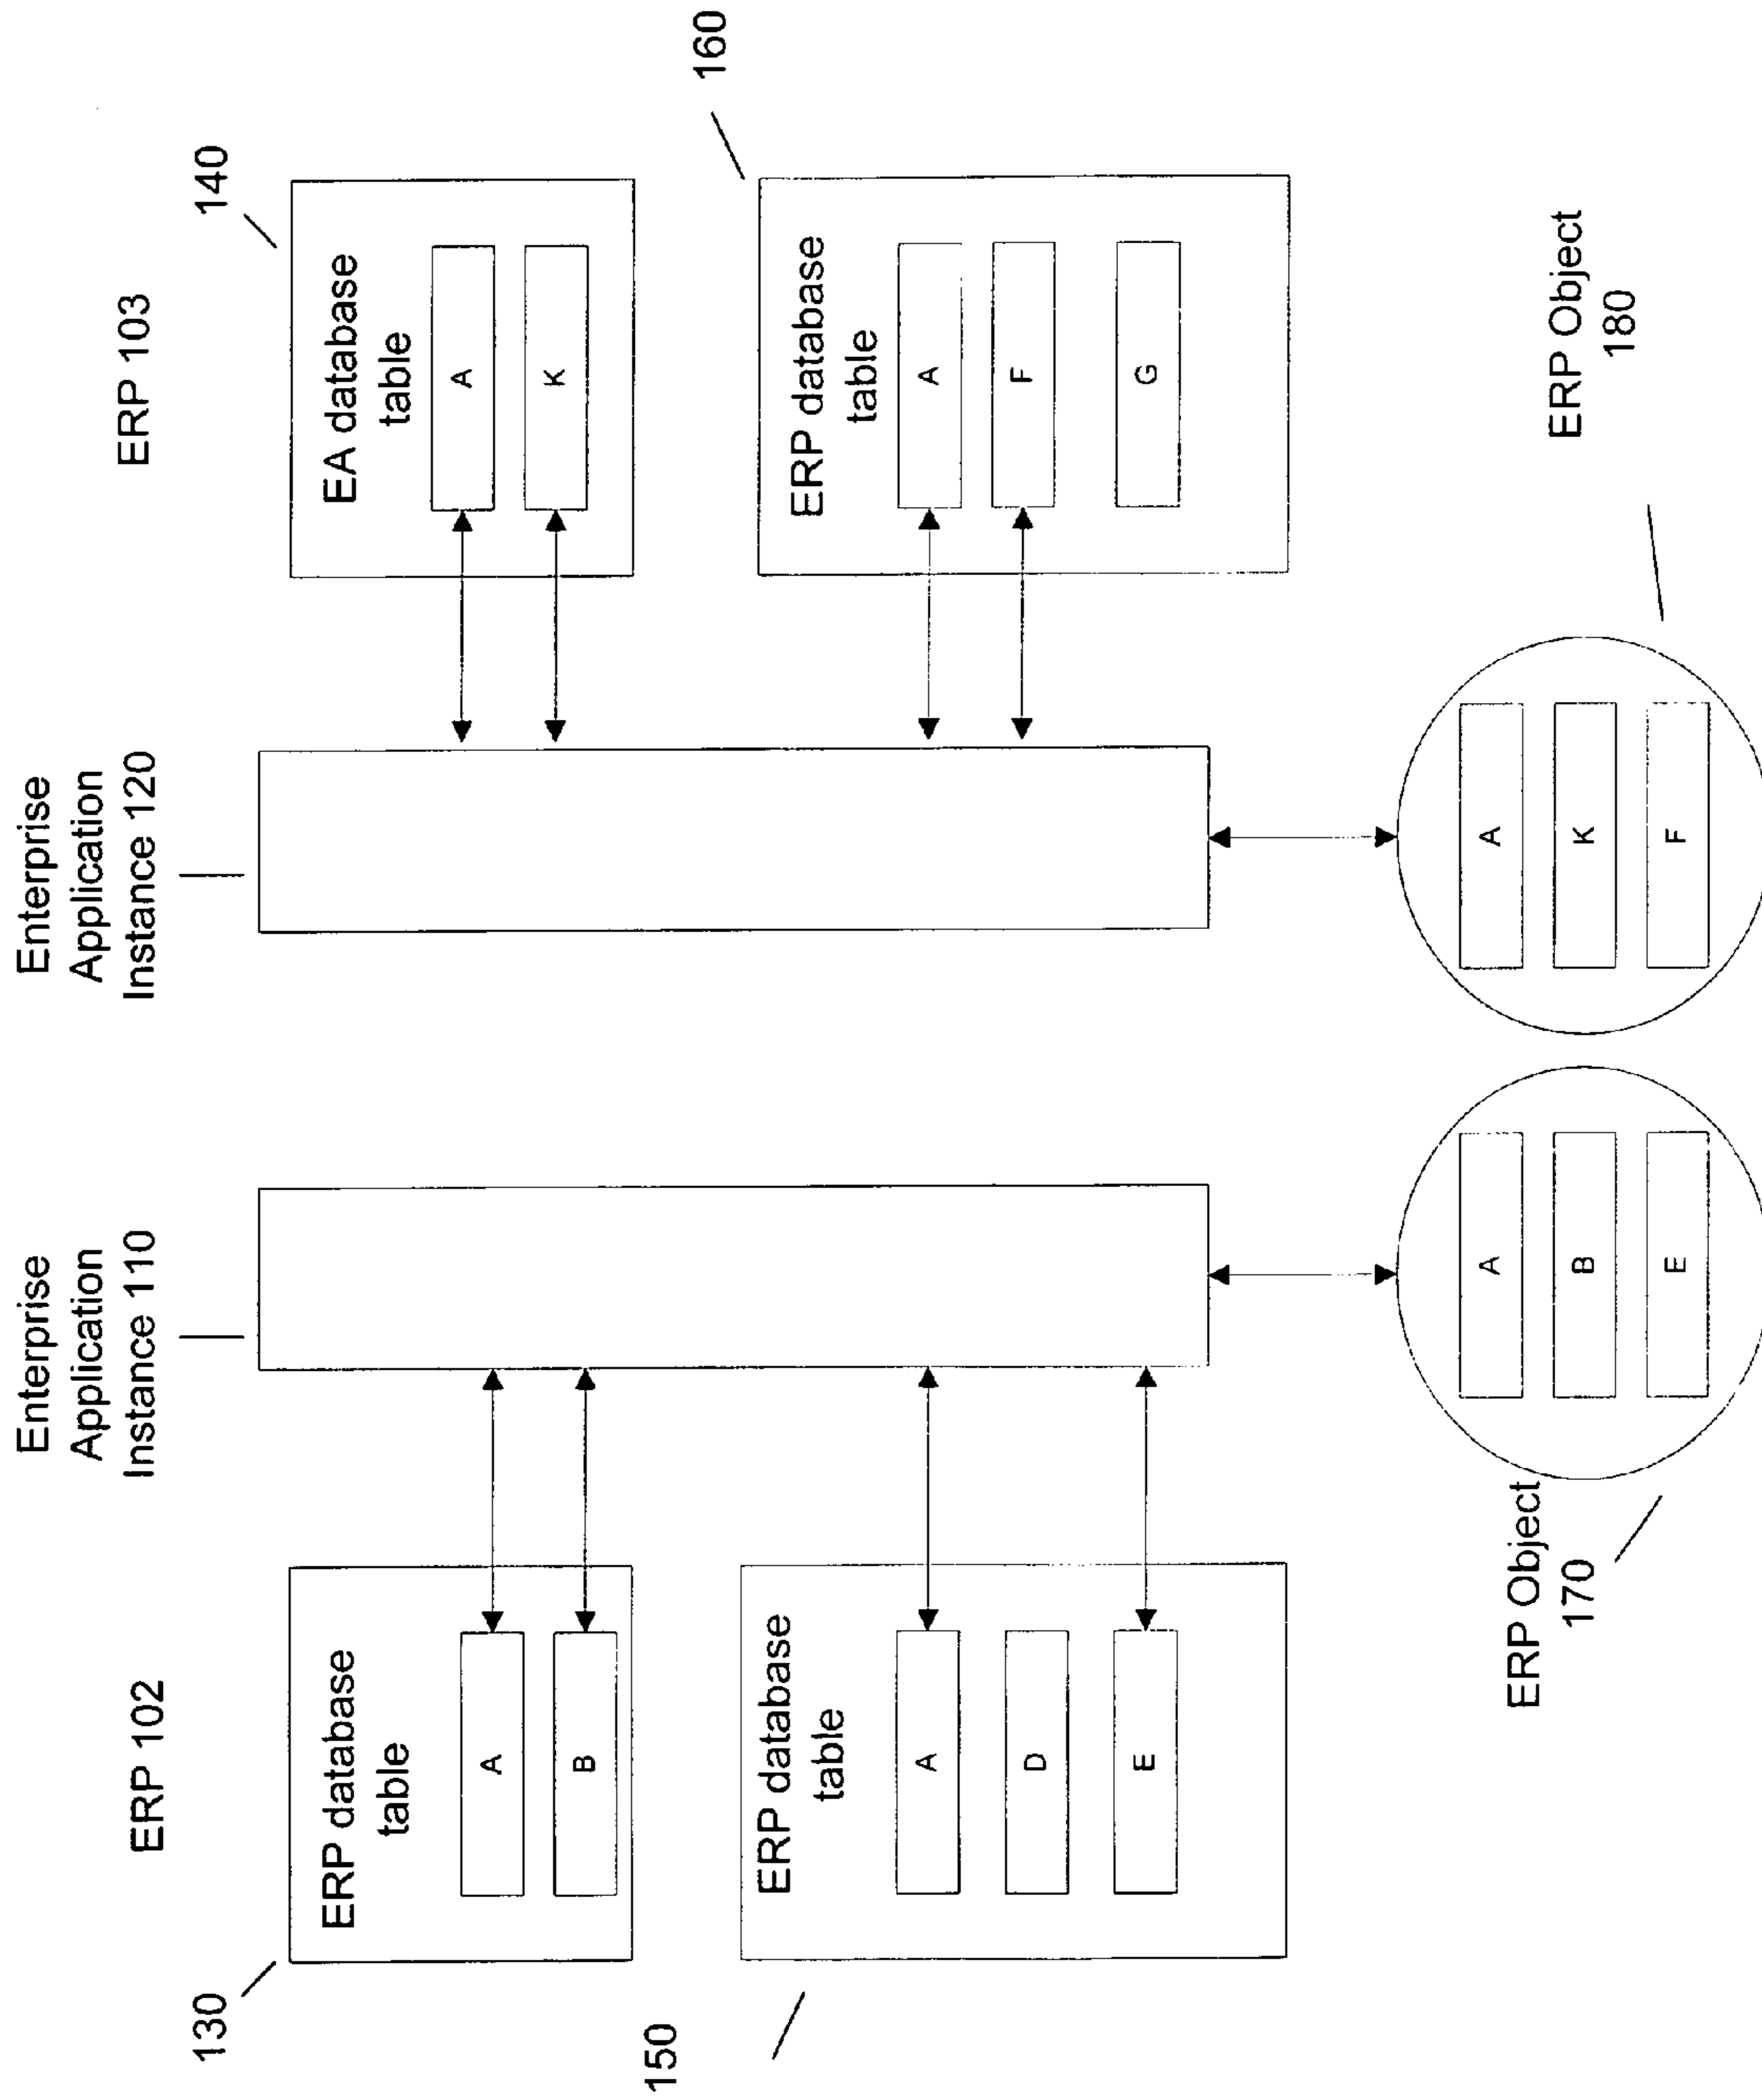 ERP 102
Enterprise
Application
Instance 110
Enterprise
Application
Instance 120
ERP 103
130
ERP database
table
A
B
140
EA database
table
A
K
150
ERP database
table
A
D
E
160
ERP database
table
A
F
G
ERP Object
170
A
B
E
A
K
F
ERP Object
180